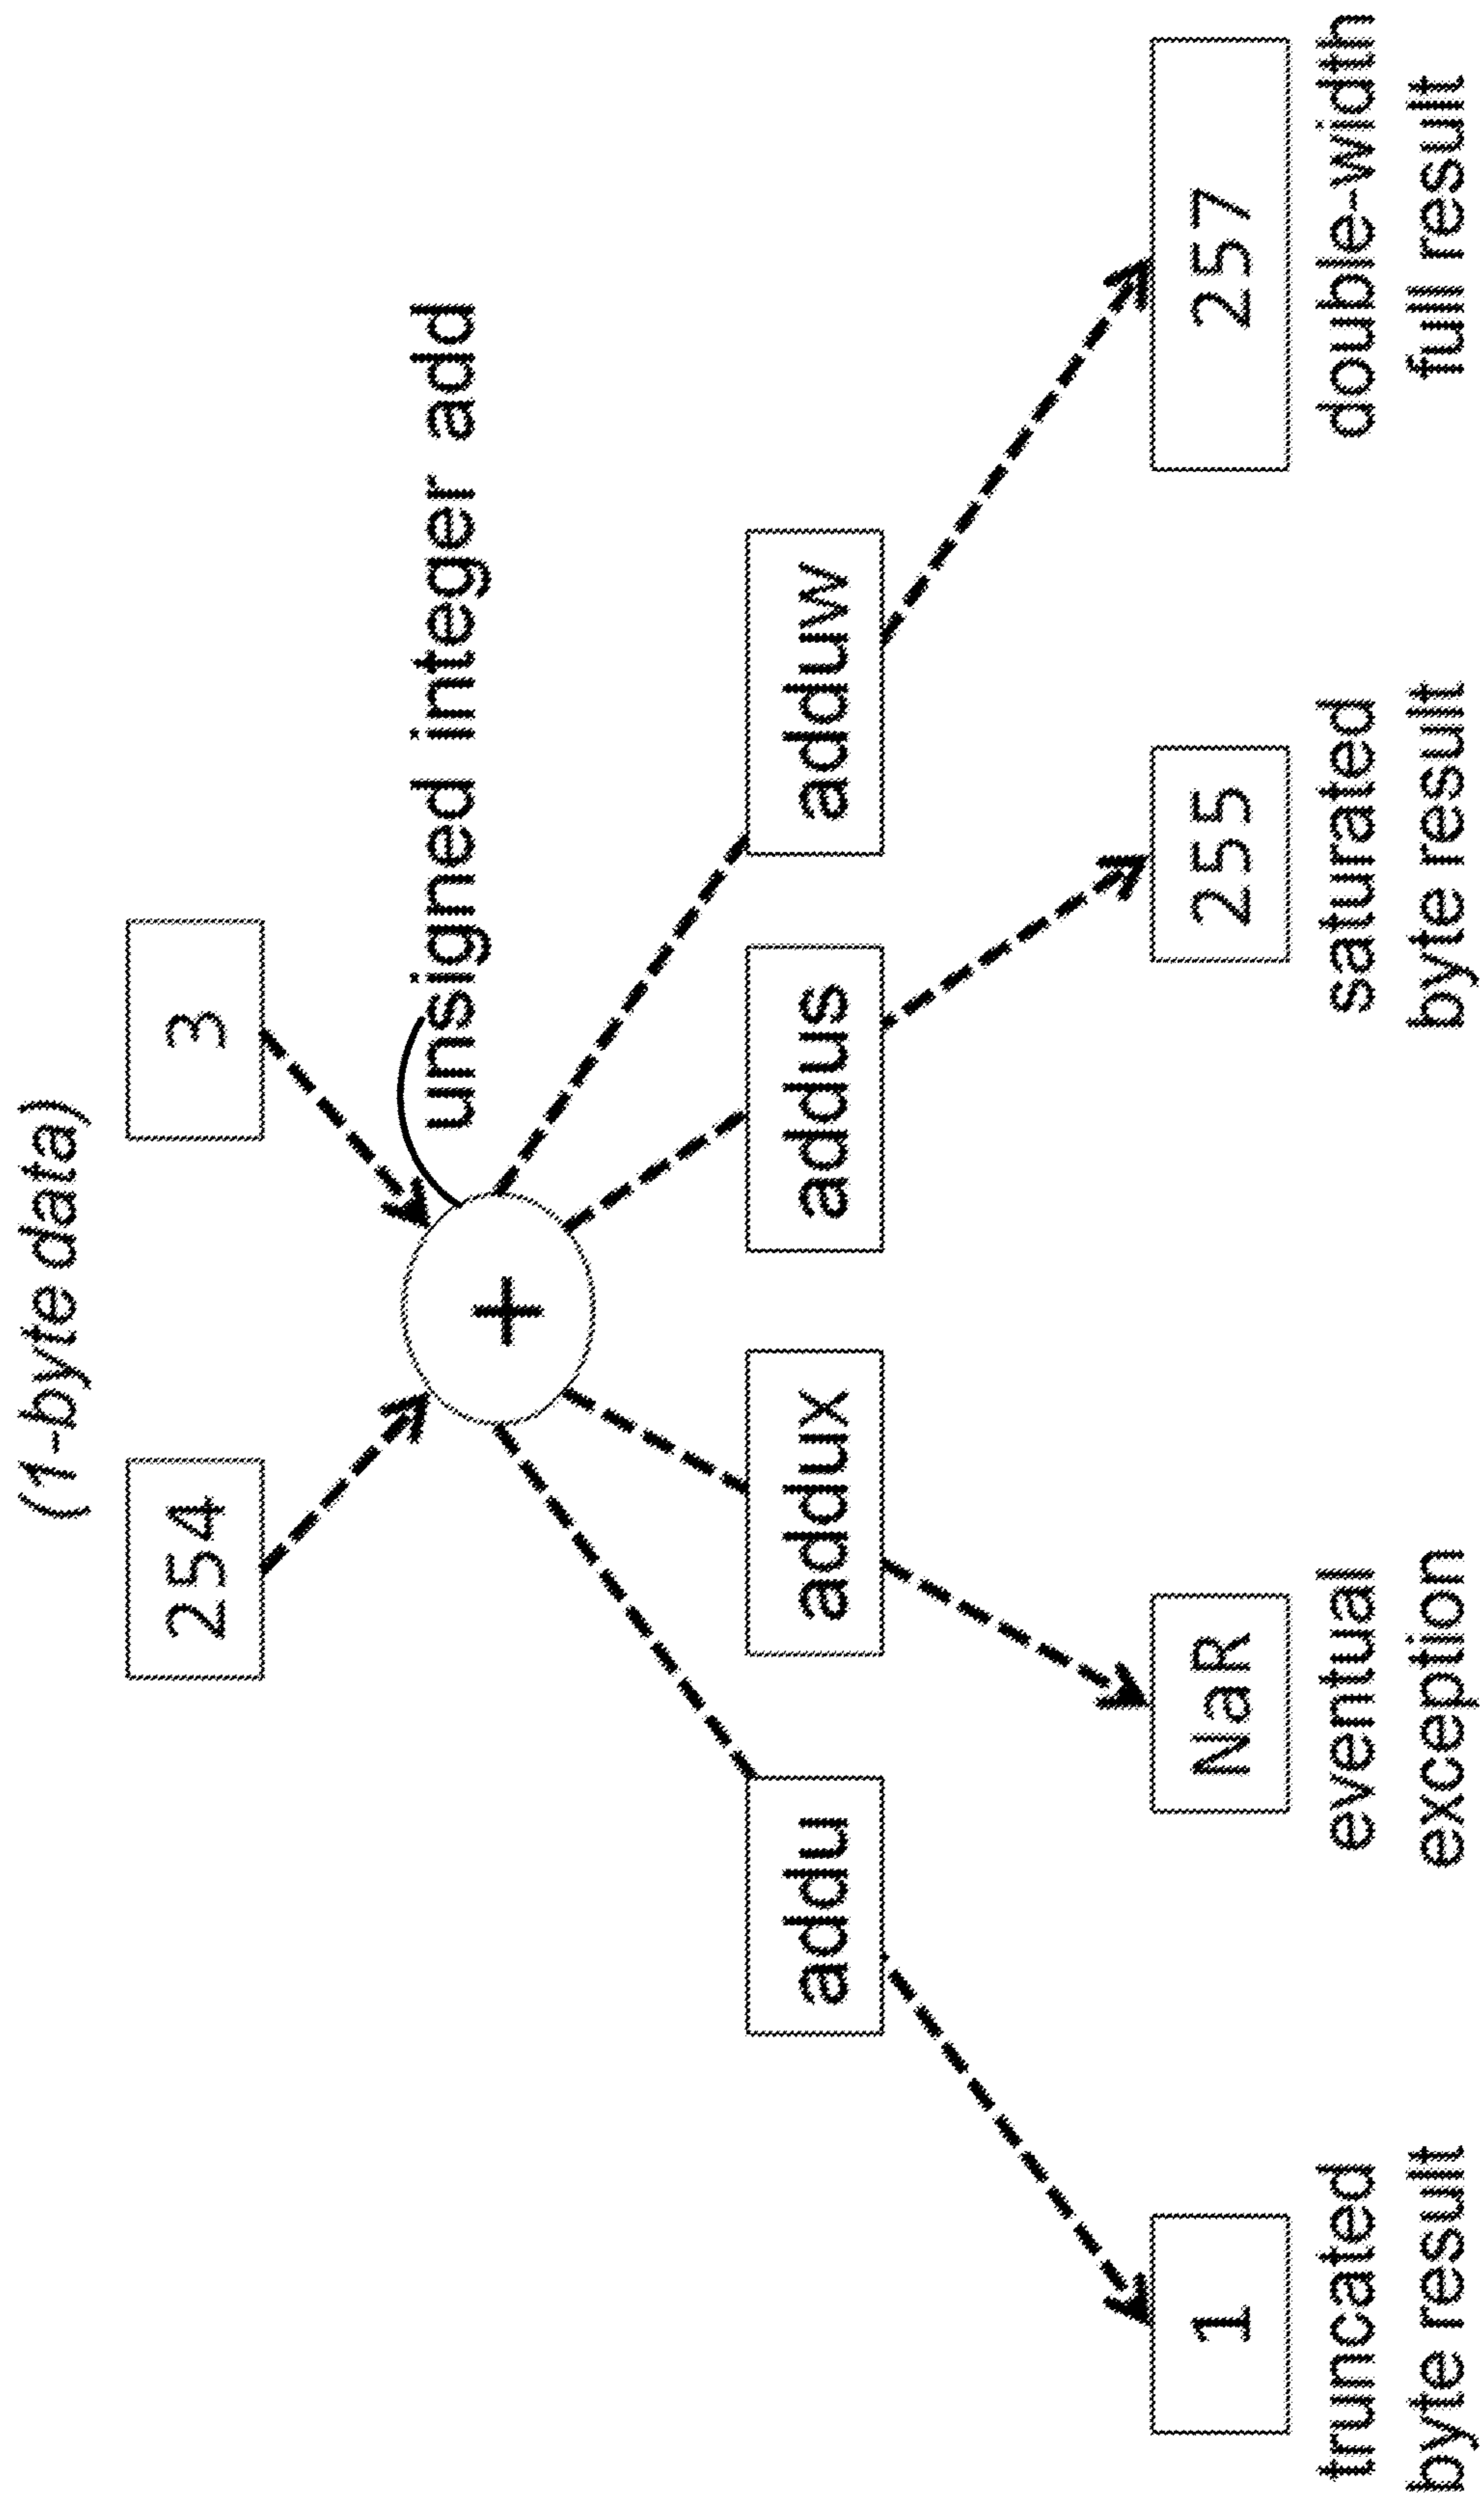 (1-byte data)
254
3
+
unsigned integer add
addu
addux
addus
adduw
1
NaR
255
257
truncated
byte result
eventual
exception
saturated
byte result
double-width
full result